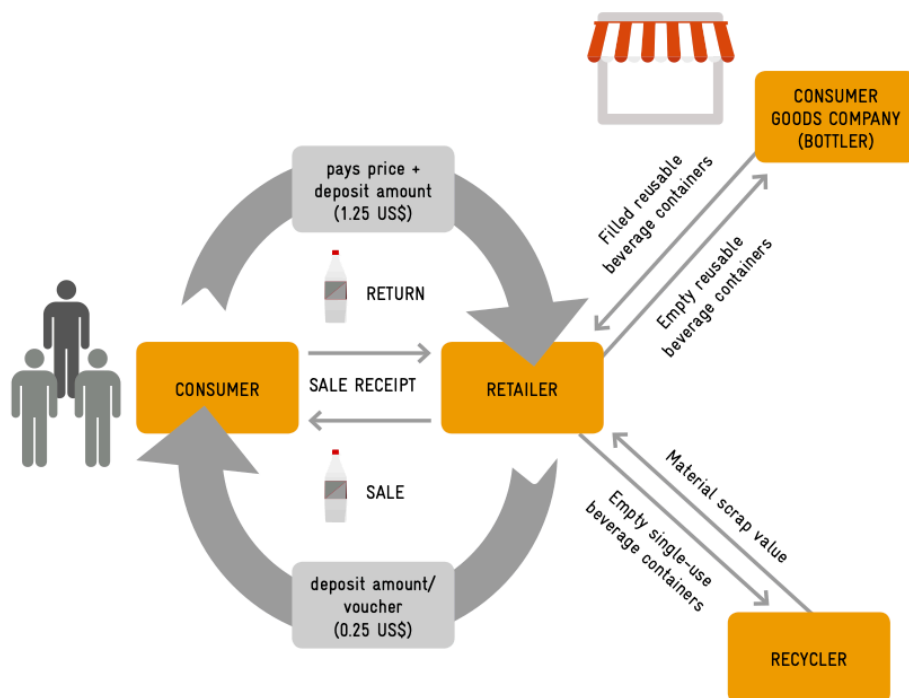 CONSUMER
GOODS COMPANY
(BOTTLER)
pays price +
deposit amount
(1.25 US$)
Filled reusable
beverage containers
Empty reusable
beverage containers
RETURN
CONSUMER
SALE RECEIPT
RETAILER
SALE
Material scrap value
Empty single-use
beverage containers
deposit amount/
voucher
(0.25 US$)
RECYCLER